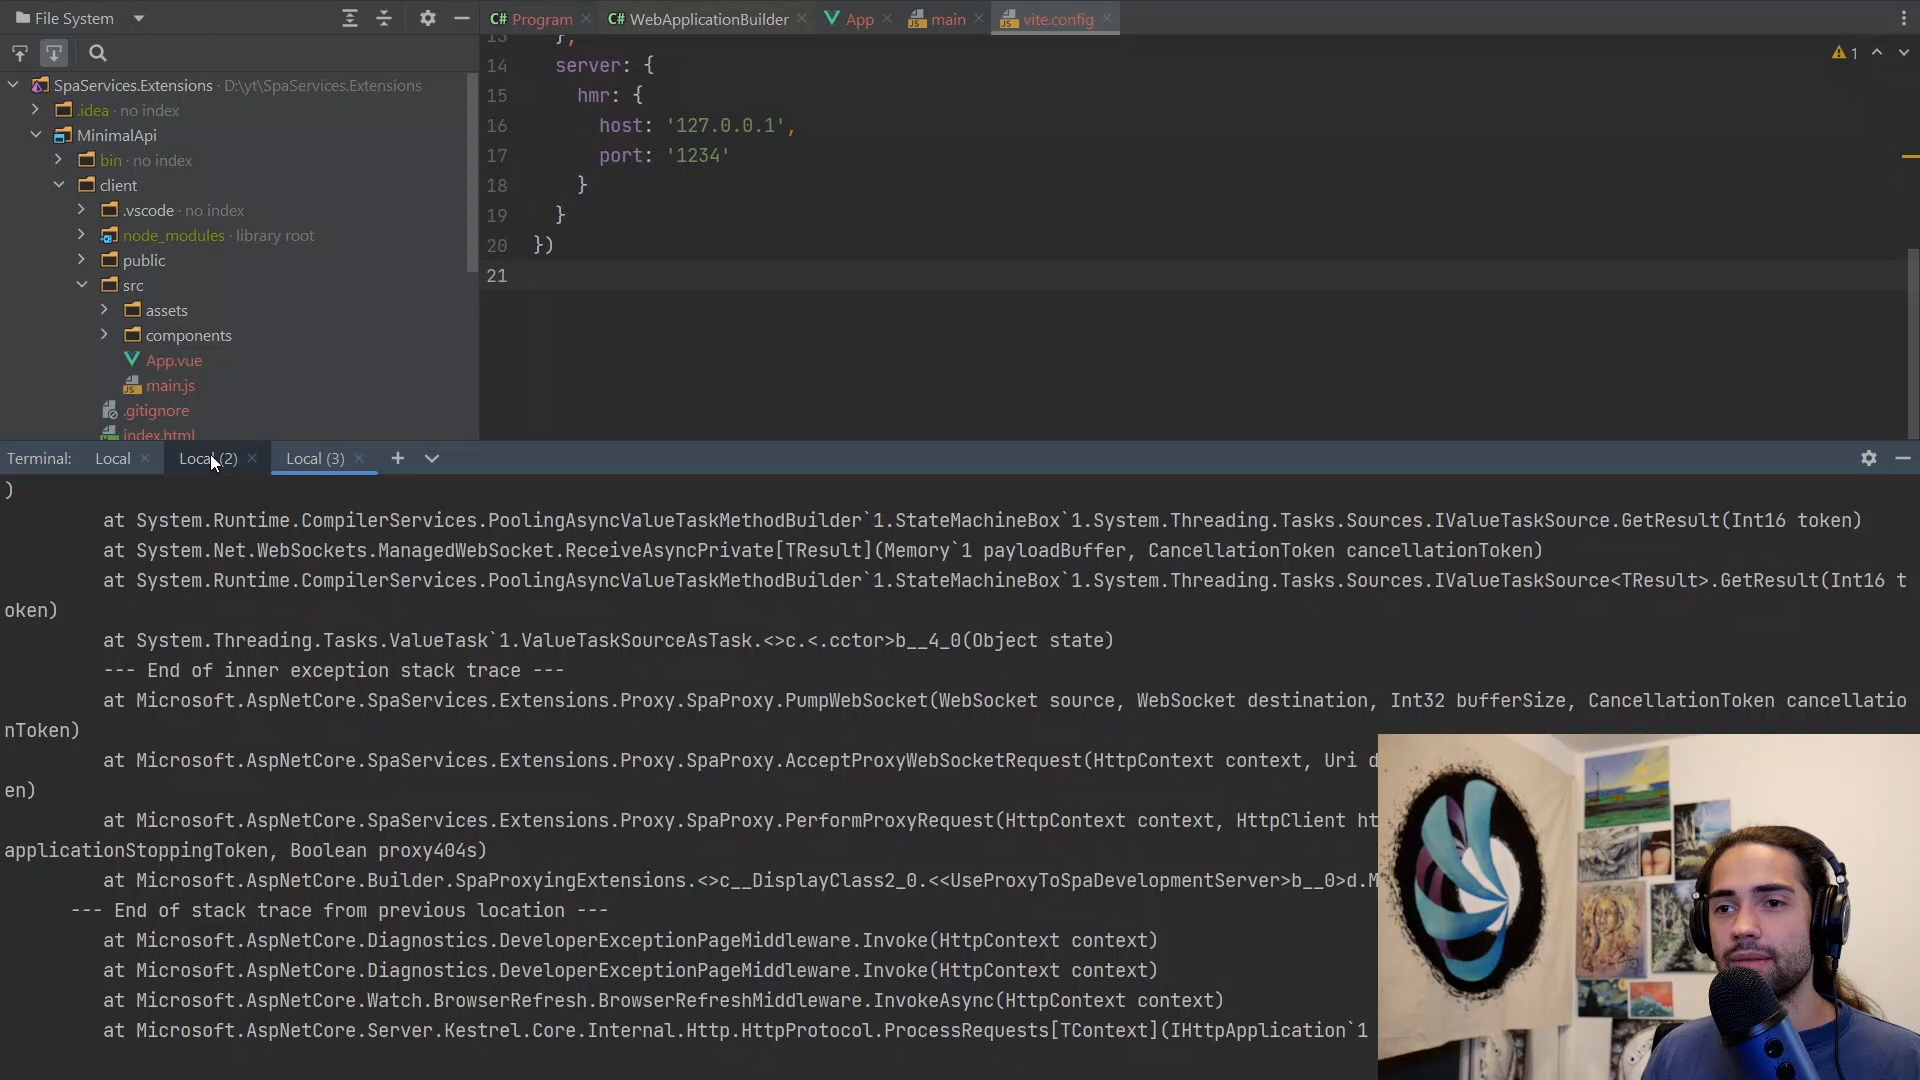 File System
C# Program
C# WebApplicationBuilder
App
main
vite.config
SpaServices.Extensions · D:\yt\SpaServices.Extensions
.idea · no index
MinimalApi
bin · no index
client
.vscode · no index
node_modules · library root
public
src
assets
components
App.vue
main.js
.gitignore
index.html
13 },
14 server: {
15 hmr: {
16 host: '127.0.0.1',
17 port: '1234'
18 }
19 }
20 })
21
1
Terminal: Local Local (2) Local (3)
)
at System.Runtime.CompilerServices.PoolingAsyncValueTaskMethodBuilder`1.StateMachineBox`1.System.Threading.Tasks.Sources.IValueTaskSource.GetResult(Int16 token)
at System.Net.WebSockets.ManagedWebSocket.ReceiveAsyncPrivate[TResult](Memory`1 payloadBuffer, CancellationToken cancellationToken)
at System.Runtime.CompilerServices.PoolingAsyncValueTaskMethodBuilder`1.StateMachineBox`1.System.Threading.Tasks.Sources.IValueTaskSource<TResult>.GetResult(Int16 t
oken)
at System.Threading.Tasks.ValueTask`1.ValueTaskSourceAsTask.<>c.<.cctor>b__4_0(Object state)
--- End of inner exception stack trace ---
at Microsoft.AspNetCore.SpaServices.Extensions.Proxy.SpaProxy.PumpWebSocket(WebSocket source, WebSocket destination, Int32 bufferSize, CancellationToken cancellatio
nToken)
at Microsoft.AspNetCore.SpaServices.Extensions.Proxy.SpaProxy.AcceptProxyWebSocketRequest(HttpContext context, Uri d
en)
at Microsoft.AspNetCore.SpaServices.Extensions.Proxy.SpaProxy.PerformProxyRequest(HttpContext context, HttpClient ht
applicationStoppingToken, Boolean proxy404s)
at Microsoft.AspNetCore.Builder.SpaProxyingExtensions.<>c__DisplayClass2_0.<<UseProxyToSpaDevelopmentServer>b__0>d.M
--- End of stack trace from previous location ---
at Microsoft.AspNetCore.Diagnostics.DeveloperExceptionPageMiddleware.Invoke(HttpContext context)
at Microsoft.AspNetCore.Diagnostics.DeveloperExceptionPageMiddleware.Invoke(HttpContext context)
at Microsoft.AspNetCore.Watch.BrowserRefresh.BrowserRefreshMiddleware.InvokeAsync(HttpContext context)
at Microsoft.AspNetCore.Server.Kestrel.Core.Internal.Http.HttpProtocol.ProcessRequests[TContext](IHttpApplication`1